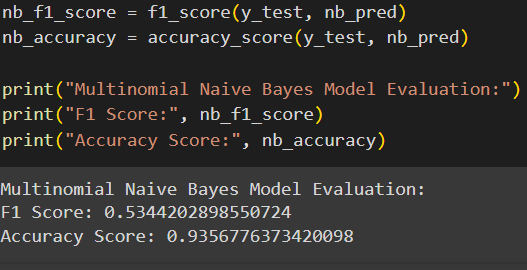 nb_f1_score = f1_score(y_test, nb_pred)
nb_accuracy = accuracy_score(y_test, nb_pred)
print("Multinomial Naive Bayes Model Evaluation:")
print("F1 Score:", nb_f1_score)
print("Accuracy Score:", nb_accuracy)
Multinomial Naive Bayes Model Evaluation:
F1 Score: 0.5344202898550724
Accuracy Score: 0.9356776373420098